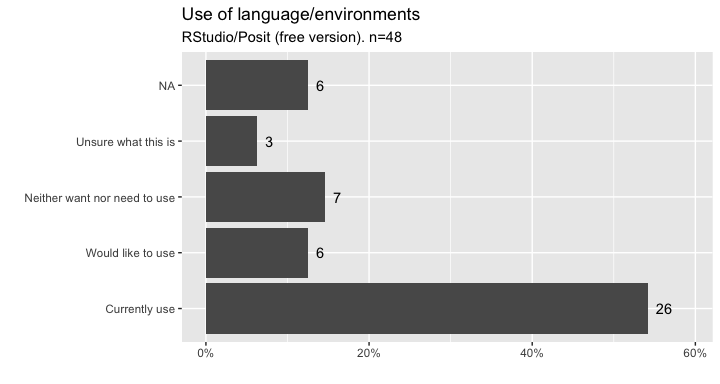 Use of language/environments
RStudio/Posit (free version). n=48
NA
6
Unsure what this is
3
Neither want nor need to use
7
Would like to use
6
Currently use
26
0%
20%
40%
60%